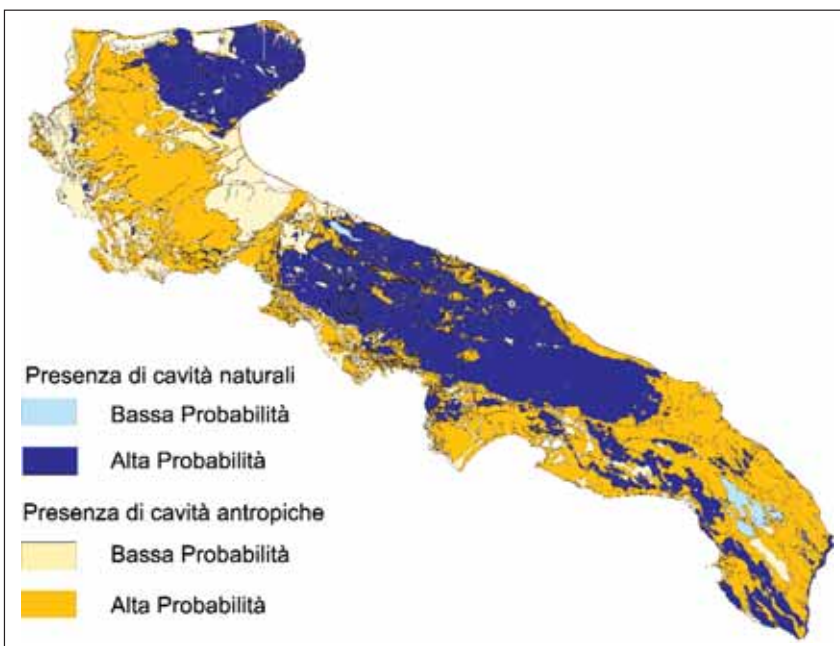 Presenza di cavità naturali
Bassa Probabilità
Alta Probabilità
Presenza di cavità antropiche
Bassa Probabilità
Alta Probabilità